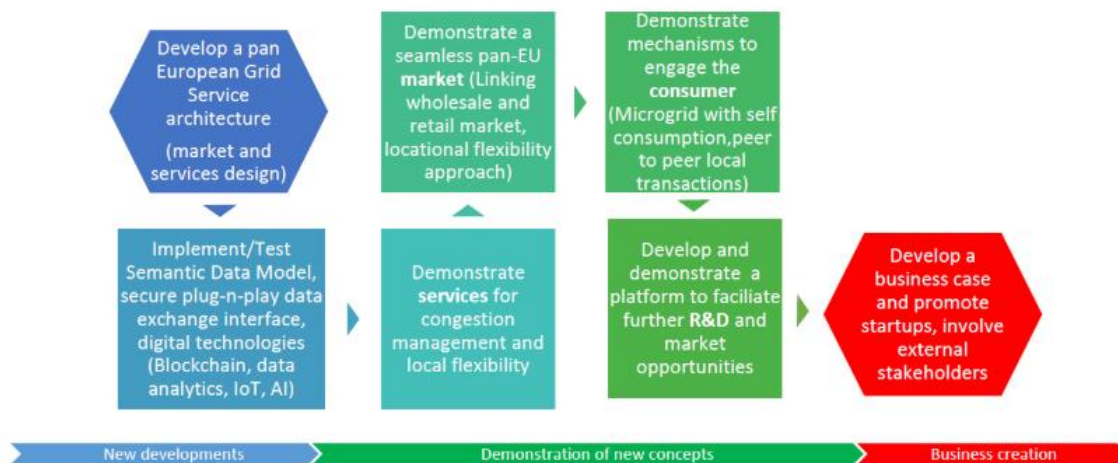 Develop a pan
European Grid
Service
architecture
(market and
services design)
Implement/Test
Semantic Data Model,
secure plug-n-play data
exchange interface,
digital technologies
(Blockchain, data
analytics, IoT, AI)
Demonstrate
services for
congestion
management and
local flexibility
Demonstrate a
seamless pan-EU
market (Linking
wholesale and
retail market,
locational flexibility
approach)
Demonstrate
mechanisms to
engage the
consumer
(Microgrid with self
consumption,peer
to peer local
transactions)
Develop and
demonstrate a
platform to faciliate
further R&D and
market
opportunities
Develop a
business case
and promote
startups, involve
external
stakeholders
New developments
Demonstration of new concepts
Business creation